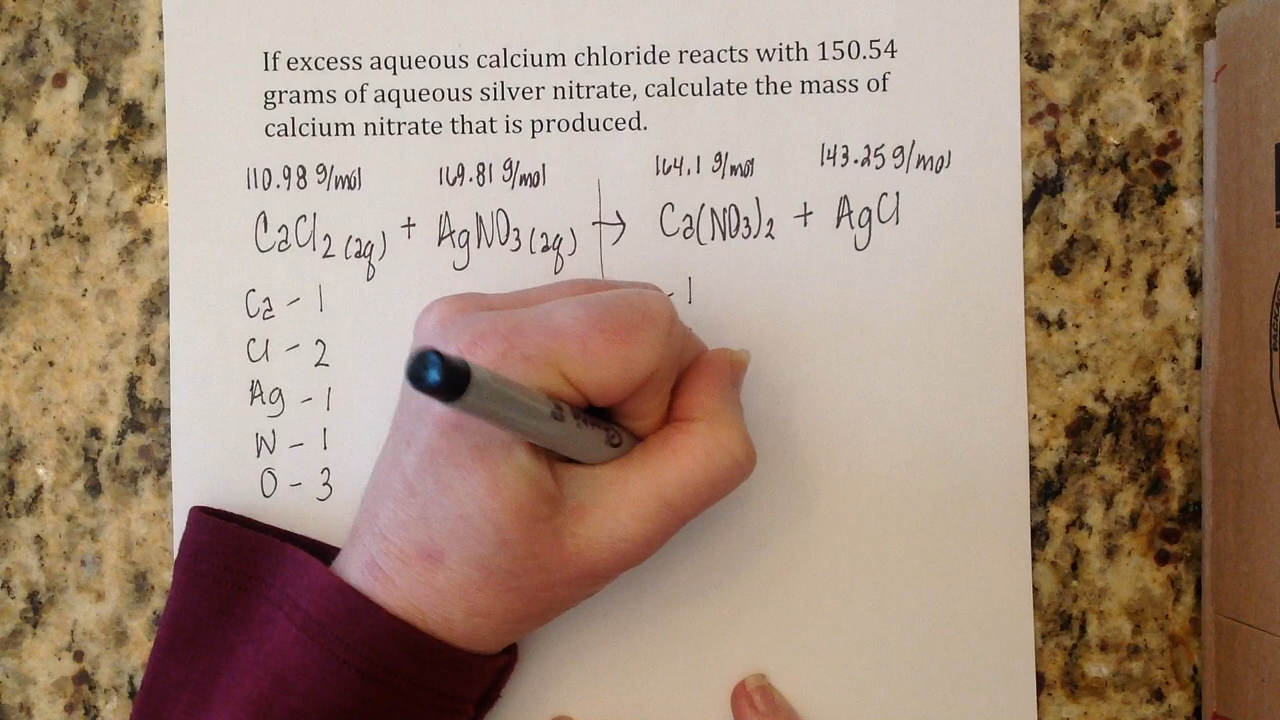 If excess aqueous calcium chloride reacts with 150.54
grams of aqueous silver nitrate, calculate the mass of
calcium nitrate that is produced.
110.98 g/mol 169.81 g/mol 164.1 g/mol 143.25 g/mol
CaCl2 (aq) + AgNO3 (aq) → Ca(NO3)2 + AgCl
Ca - 1 - 1
Cl - 2
Ag - 1
N - 1
O - 3